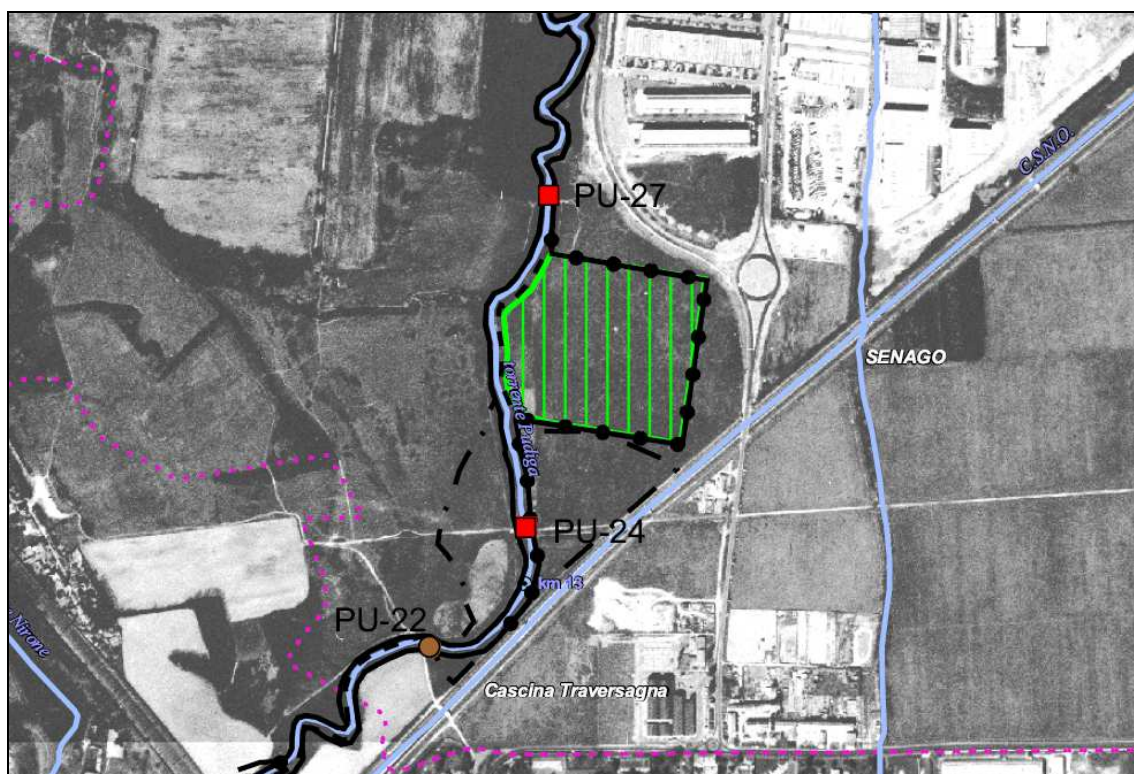 C.S.N.O.
PU-27
SENAGO
torrente Pudiga
PU-24
km 13
PU-22
Nirone
Cascina Traversagna